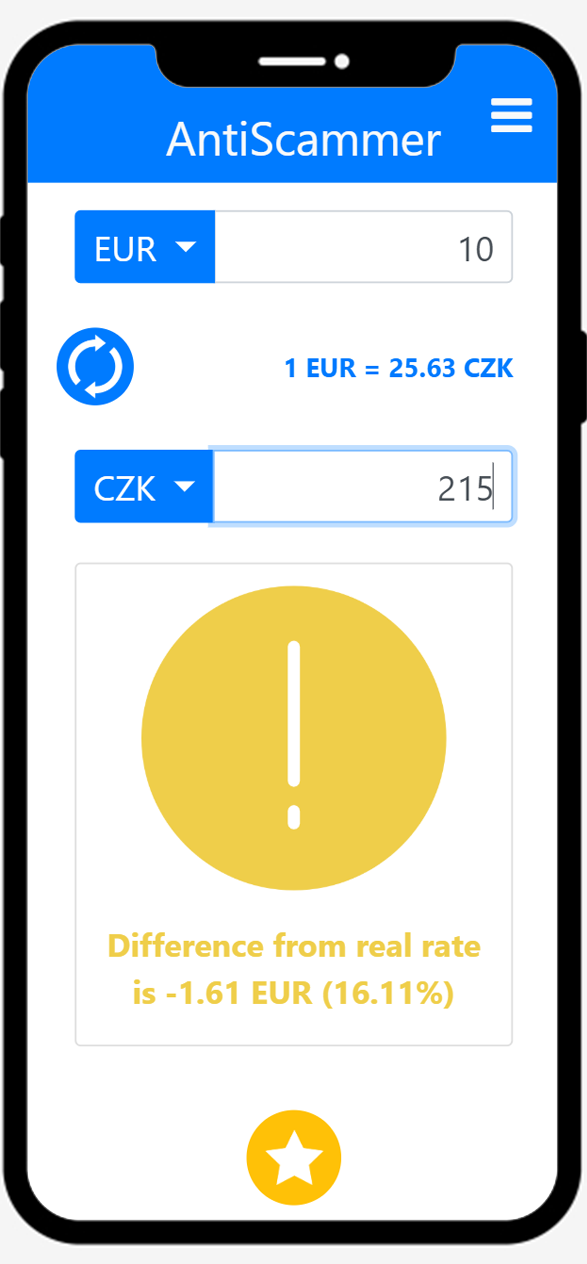 AntiScammer
EUR
10
1 EUR = 25.63 CZK
CZK
215
Difference from real rate
is -1.61 EUR (16.11%)